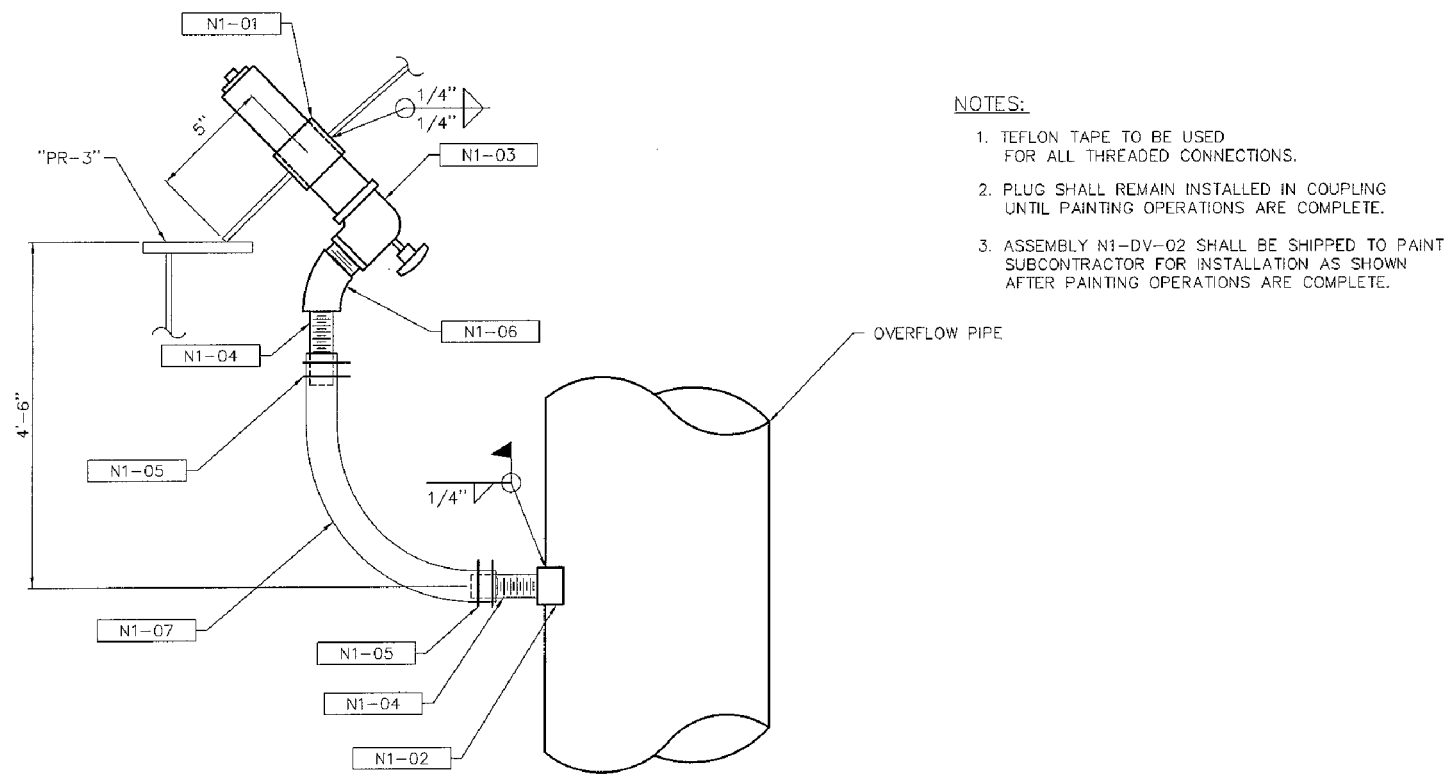 N1-01
1/4"
1/4"
5"
N1-03
"PR-3"
N1-06
N1-04
4'-6"
N1-05
1/4"
N1-07
N1-05
N1-04
N1-02
OVERFLOW PIPE
NOTES:
1. TEFLON TAPE TO BE USED
FOR ALL THREADED CONNECTIONS.
2. PLUG SHALL REMAIN INSTALLED IN COUPLING
UNTIL PAINTING OPERATIONS ARE COMPLETE.
3. ASSEMBLY N1-DV-02 SHALL BE SHIPPED TO PAINT
SUBCONTRACTOR FOR INSTALLATION AS SHOWN
AFTER PAINTING OPERATIONS ARE COMPLETE.